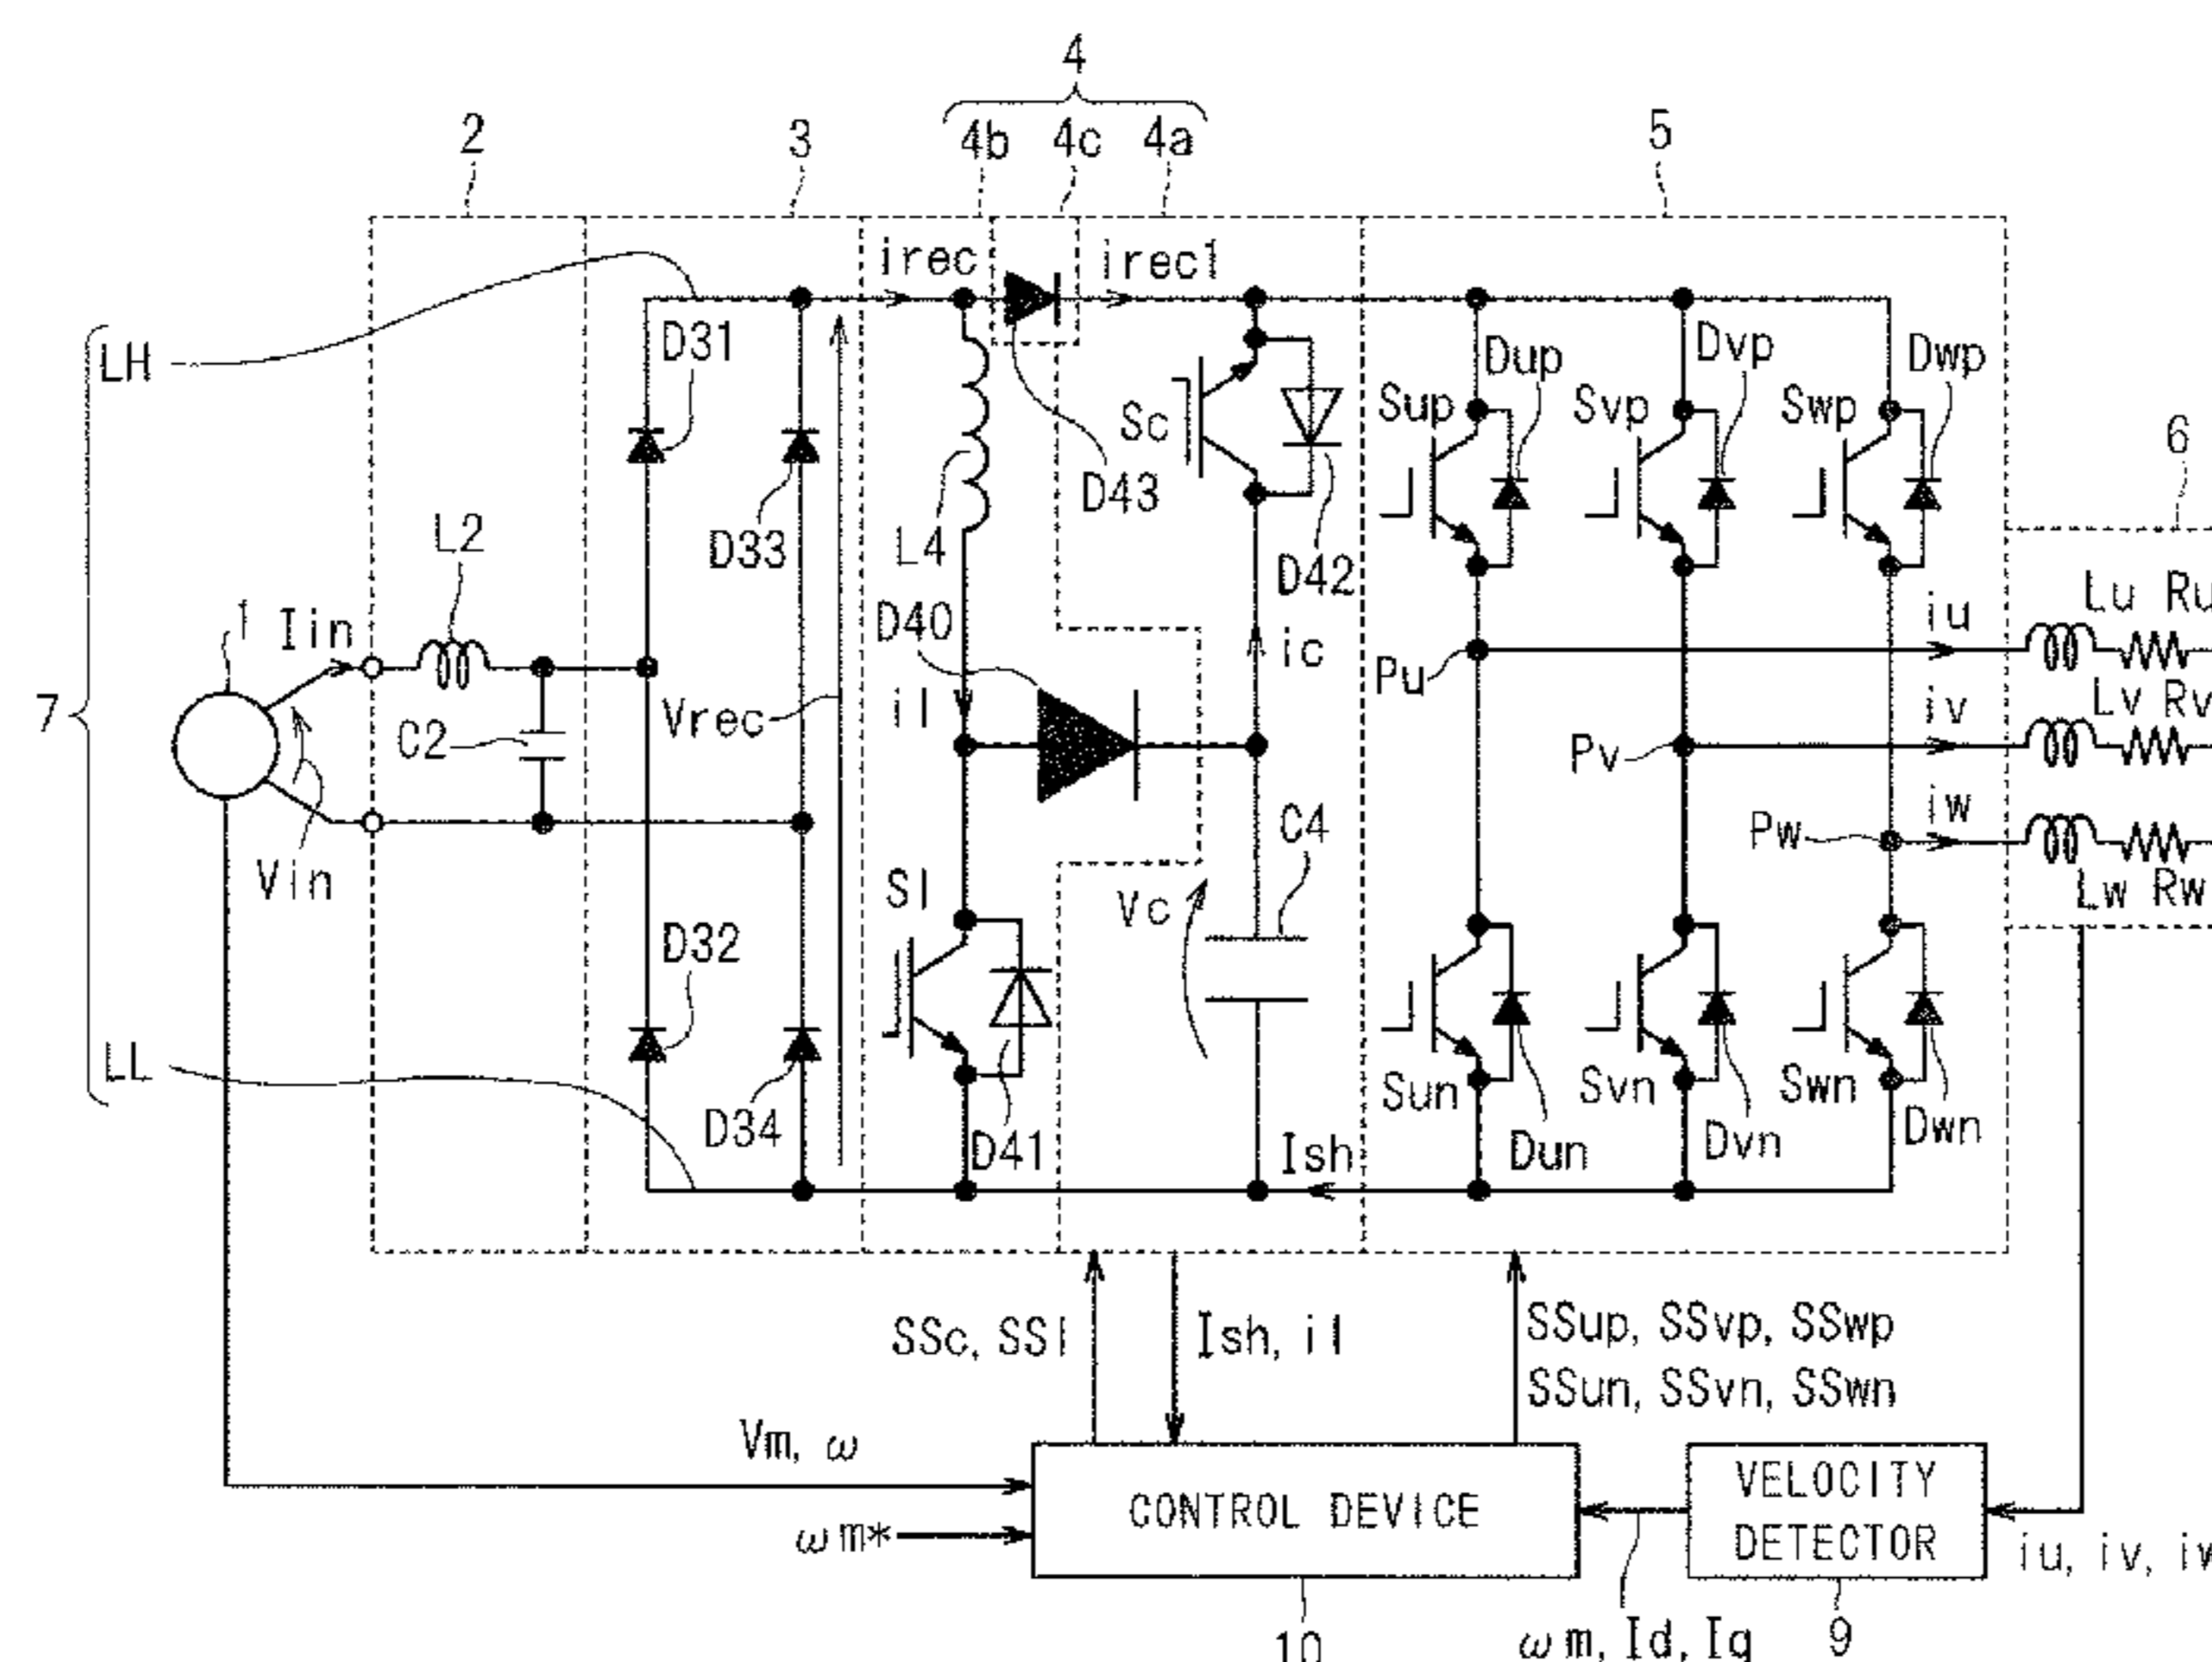 4
2
3
4b 4c 4a
5
irec
irec1
LH
D31
Dup
Dvp
Dwp
Sup
Svp
Swp
Sc
6
D43
D33
L2
L4
D42
Lu Ru
1
Iin
D40
iu
ic
Pu
Lv Rv
7
Vrec
il
iv
C2
Pv
iw
C4
Pw
Vin
Sl
Vc
Lw Rw
D32
LL
Sun
Svn
Swn
D34
D41
Ish
Dun
Dvn
Dwn
SSc, SSl
Ish, il
SSup, SSvp, SSwp
SSun, SSvn, SSwn
Vm, ω
CONTROL DEVICE
VELOCITY
DETECTOR
ωm*
iu, iv,
10
ωm, Id, Iq
9